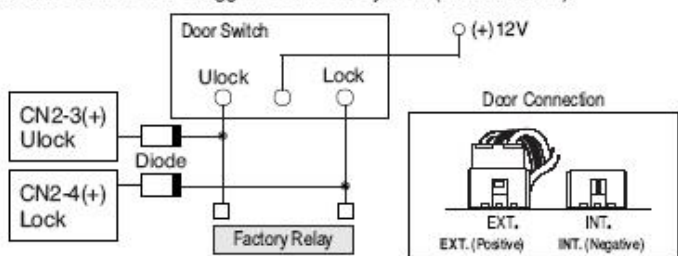 Door Switch
(+) 12V
Ulock
Lock
CN2-3(+)
Ulock
Diode
CN2-4(+)
Lock
Factory Relay
Door Connection
EXT.
INT.
EXT. (Positive)
INT. (Negative)